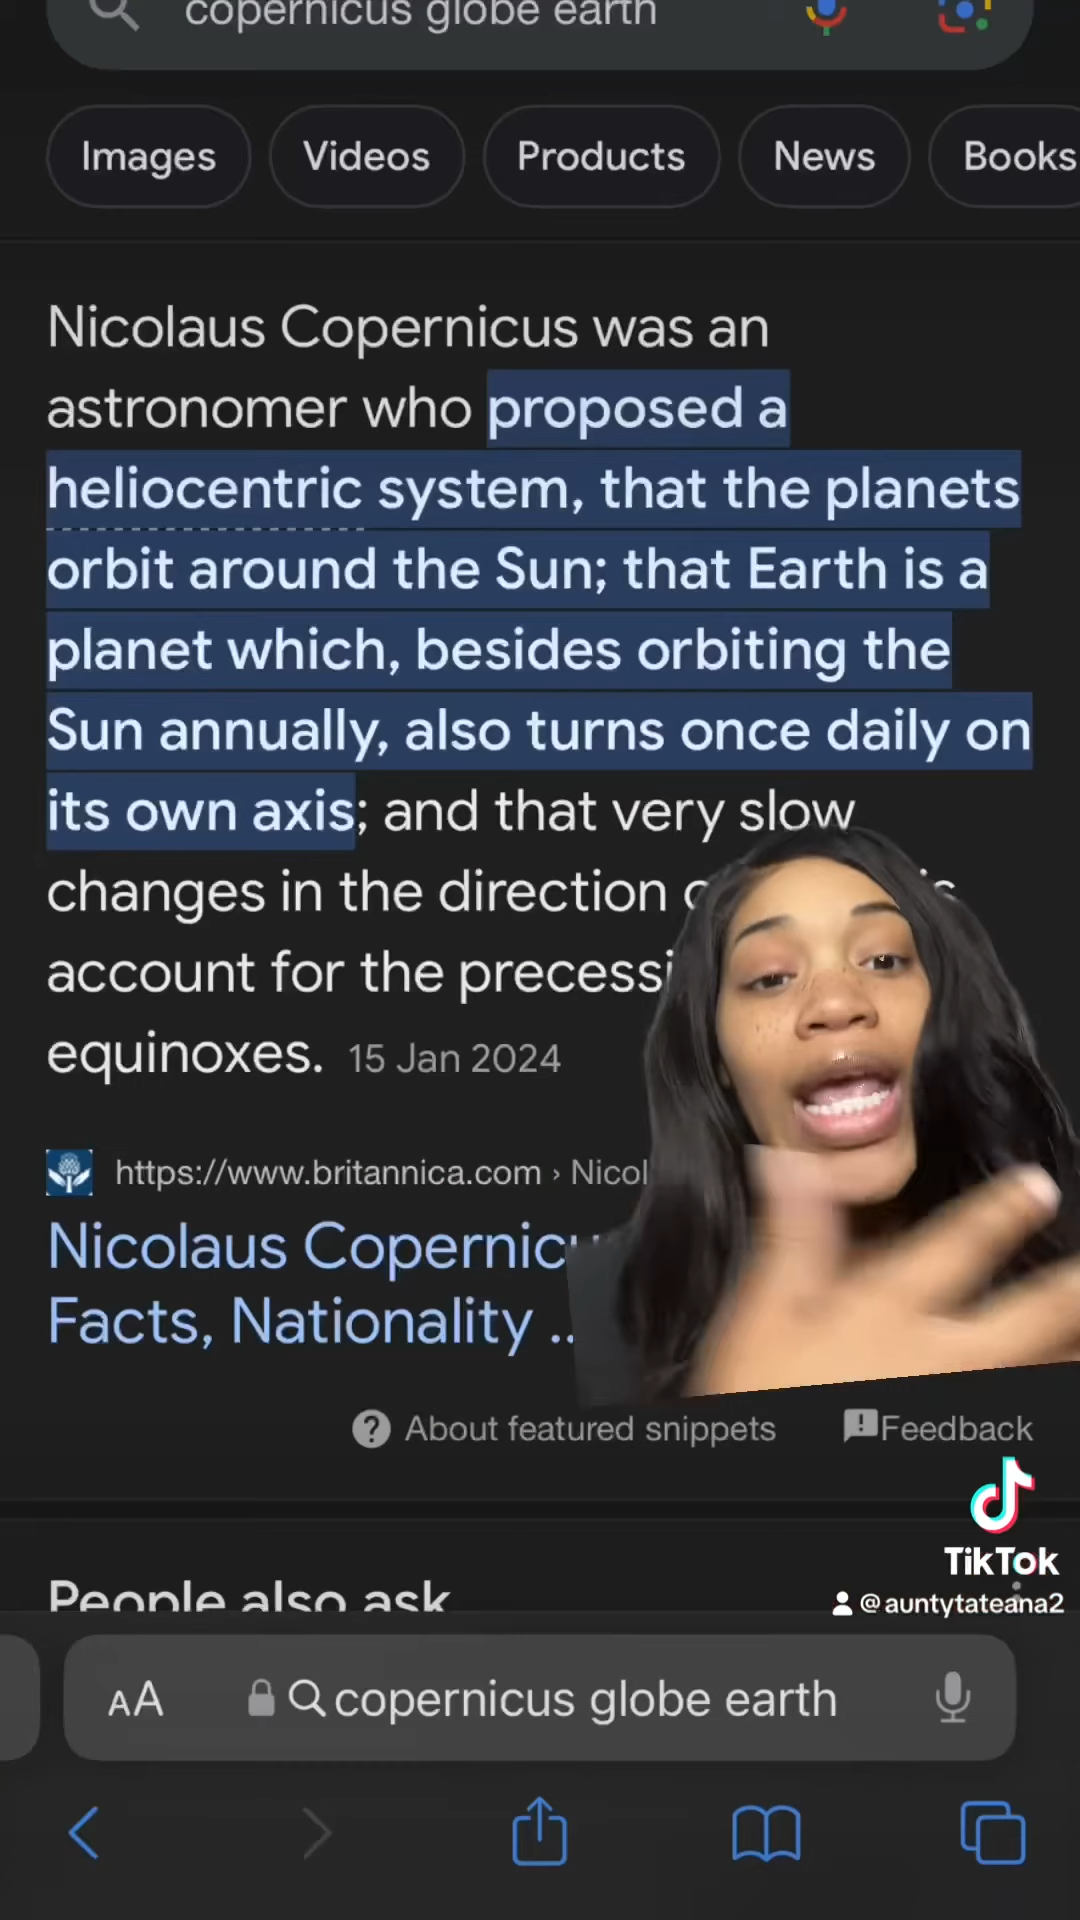 copernicus globe earth
Images Videos Products News Books
Nicolaus Copernicus was an
astronomer who proposed a
heliocentric system, that the planets
orbit around the Sun; that Earth is a
planet which, besides orbiting the
Sun annually, also turns once daily on
its own axis; and that very slow
changes in the direction
account for the
equinoxes. 15 Jan 2024
https://www.britannica.com ›
Nicolaus
Facts, Nationality ...
About featured snippets Feedback
TikTok
@auntytateana2
People also ask
AA copernicus globe earth